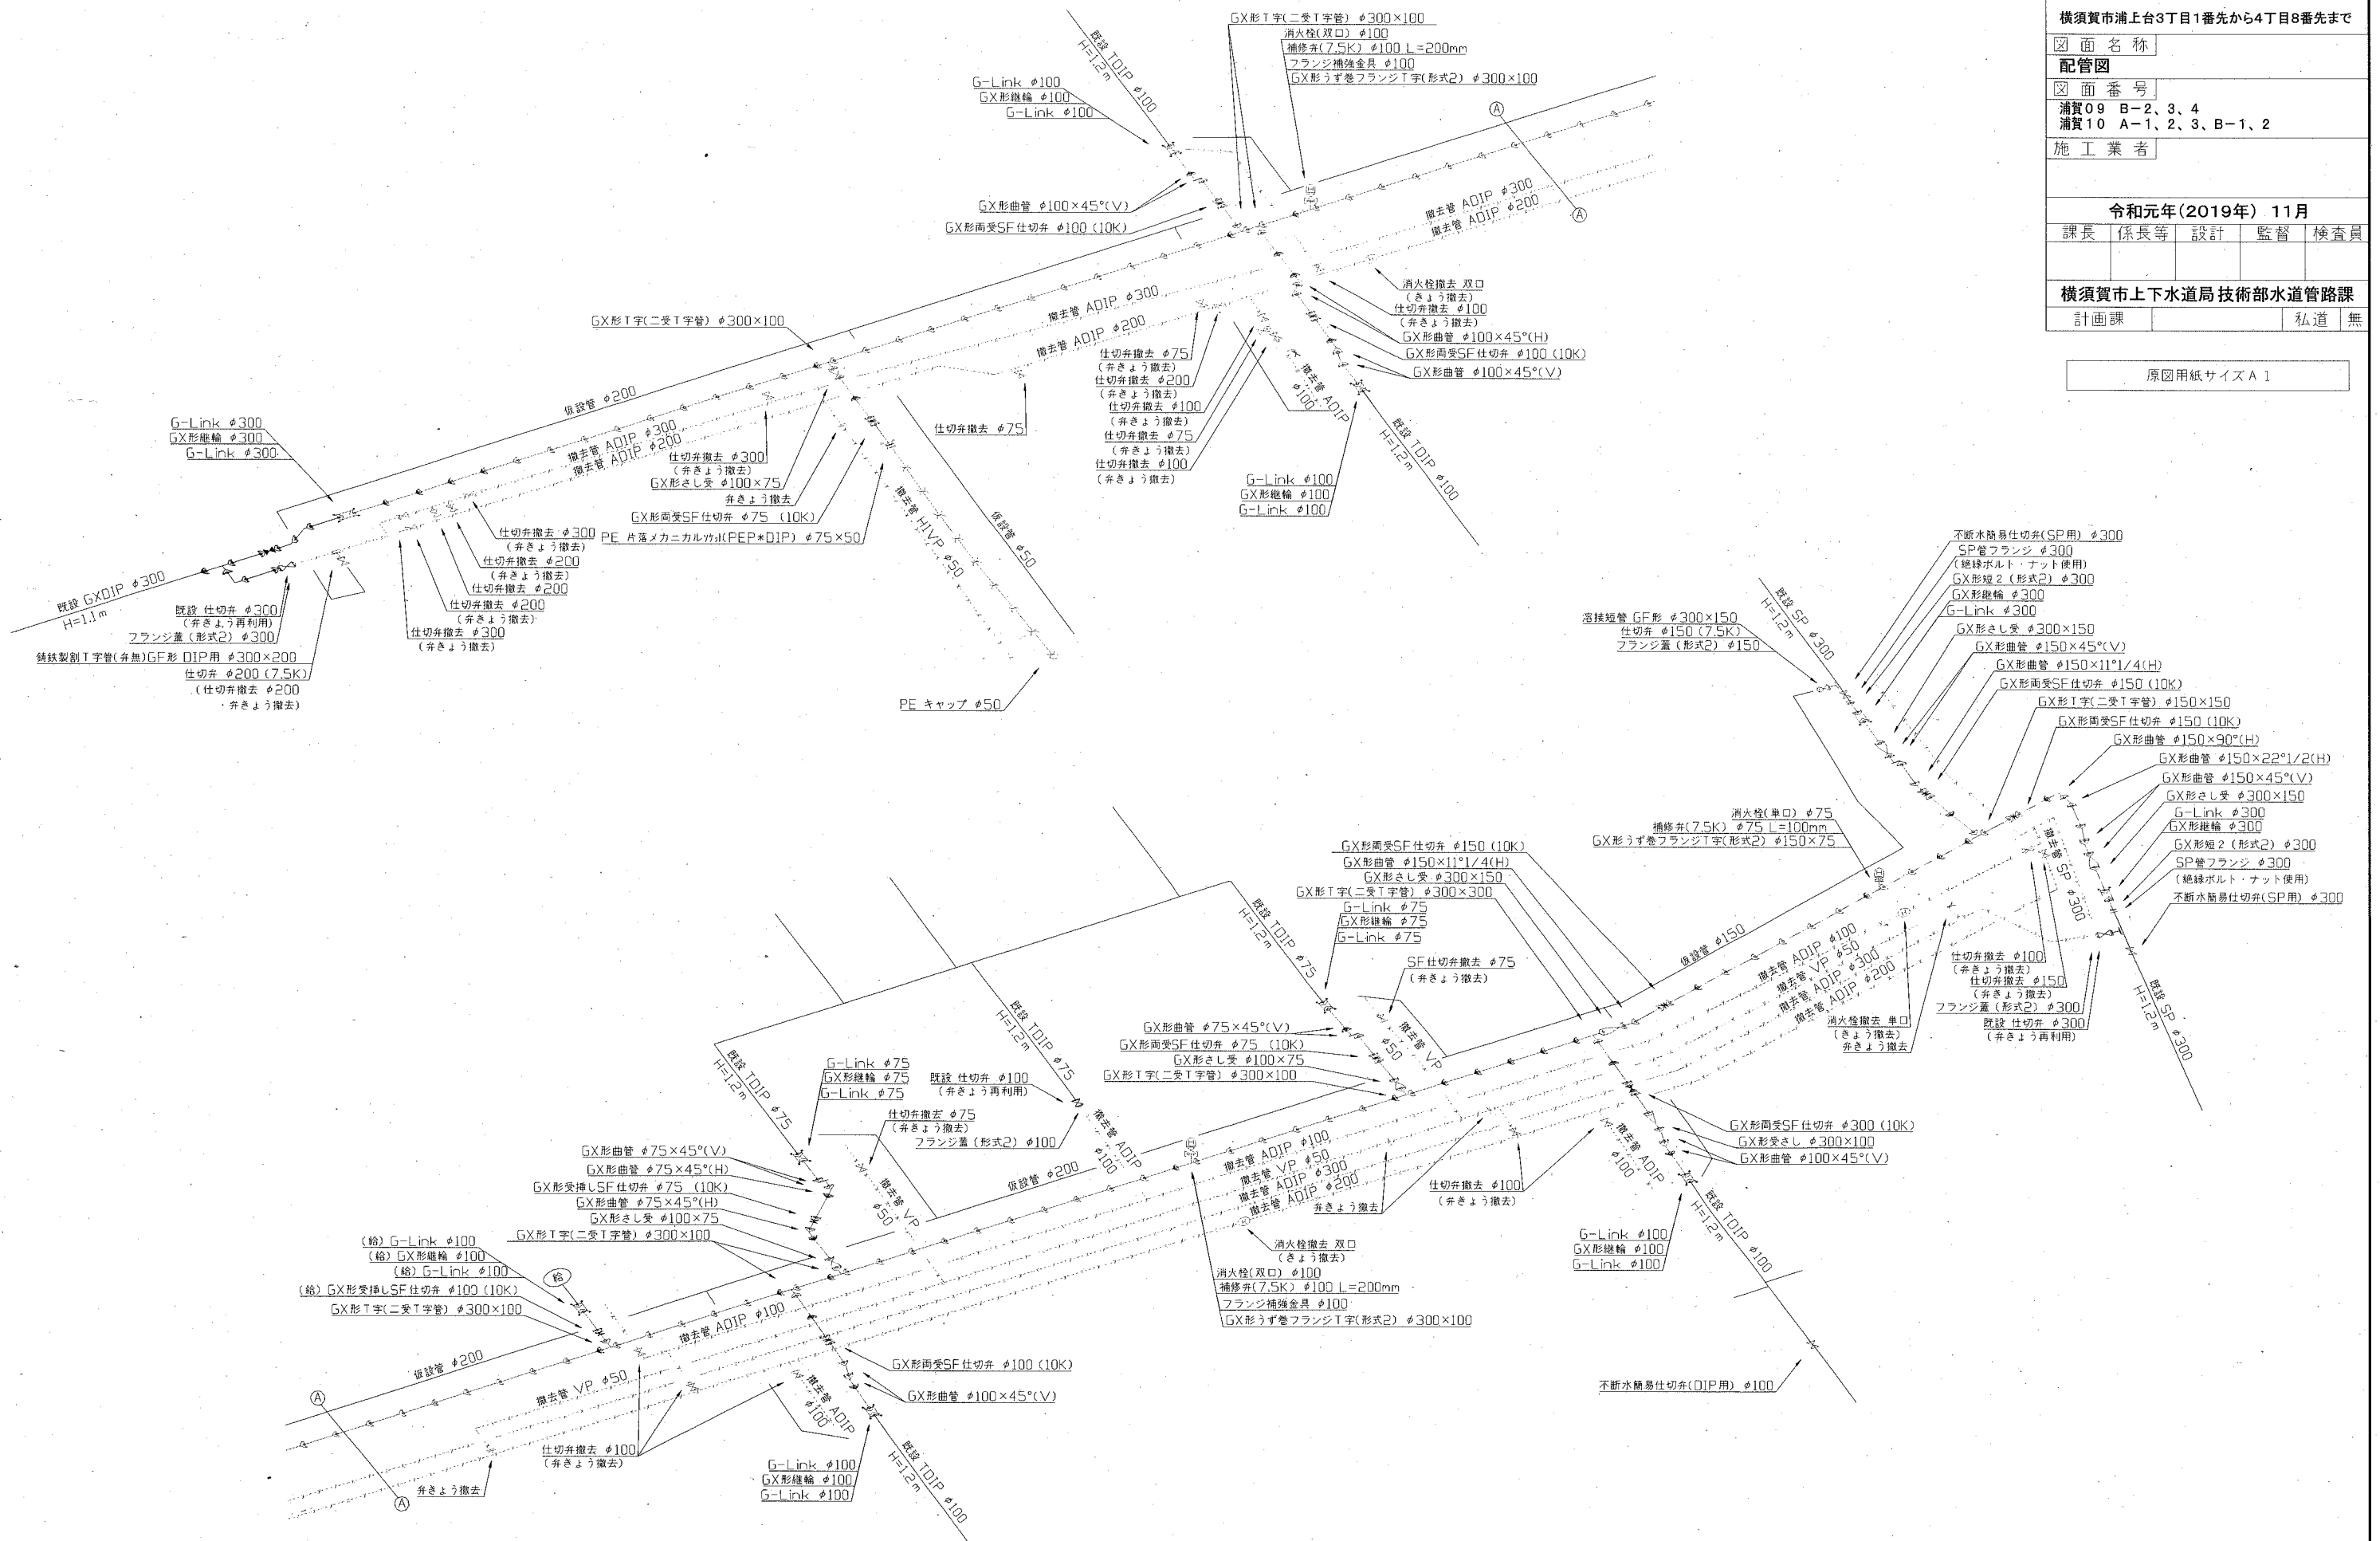 横須賀市浦上台3丁目1番先から4丁目8番先まで
図面名称
配管図
図面番号
浦賀09 B-2、3、4
浦賀10 A-1、2、3、B-1、2
施工業者
令和元年(2019年) 11月
課長 係長等 設計 監督 検査員
横須賀市上下水道局技術部水道管路課
計画課 私道 無
原図用紙サイズA1
GX形T字(二受T字管) φ300×100
消火栓(双口) φ100
補修弁(7.5K) φ100 L=200mm
フランジ補強金具 φ100
GX形うず巻フランジT字(形式2) φ300×100
既設 TDIP φ100
H=1.2m
G-Link φ100
GX形継輪 φ100
G-Link φ100
GX形曲管 φ100×45°(V)
GX形両受SF仕切弁 φ100 (10K)
Ⓐ
Ⓐ
撤去管 ADIP φ300
撤去管 ADIP φ200
消火栓撤去 双口
(きょう撤去)
仕切弁撤去 φ100
(弁きょう撤去)
GX形曲管 φ100×45°(H)
GX形両受SF仕切弁 φ100 (10K)
GX形曲管 φ100×45°(V)
撤去管 ADIP φ300
撤去管 ADIP φ200
GX形T字(二受T字管) φ300×100
仕切弁撤去 φ75
(弁きょう撤去)
仕切弁撤去 φ200
(弁きょう撤去)
仕切弁撤去 φ100
(弁きょう撤去)
仕切弁撤去 φ75
(弁きょう撤去)
仕切弁撤去 φ100
(弁きょう撤去)
撤去管 ADIP
φ100
既設 TDIP φ100
H=1.2m
G-Link φ100
GX形継輪 φ100
G-Link φ100
仕切弁撤去 φ75
仮設管 φ200
G-Link φ300
GX形継輪 φ300
G-Link φ300
撤去管 ADIP φ300
撤去管 ADIP φ200
仕切弁撤去 φ300
(弁きょう撤去)
GX形さし受 φ100×75
弁きょう撤去
GX形両受SF仕切弁 φ75 (10K)
PE 片落メカニカルソケット(PEP*DIP) φ75×50
撤去管 HIVP φ50
仮設管 φ50
PE キャップ φ50
仕切弁撤去 φ300
(弁きょう撤去)
仕切弁撤去 φ200
(弁きょう撤去)
仕切弁撤去 φ200
仕切弁撤去 φ200
(弁きょう撤去)
仕切弁撤去 φ300
(弁きょう撤去)
既設 GXDIP φ300
H=1.1m
既設 仕切弁 φ300
(弁きょう再利用)
フランジ蓋(形式2) φ300
鋳鉄製割T字管(弁無)GF形 DIP用 φ300×200
仕切弁 φ200 (7.5K)
(仕切弁撤去 φ200
・弁きょう撤去)
不断水簡易仕切弁(SP用) φ300
SP管フランジ φ300
(絶縁ボルト・ナット使用)
GX形短2(形式2) φ300
GX形継輪 φ300
G-Link φ300
GX形さし受 φ300×150
GX形曲管 φ150×45°(V)
GX形曲管 φ150×11°1/4(H)
GX形両受SF仕切弁 φ150 (10K)
GX形T字(二受T字管) φ150×150
GX形両受SF仕切弁 φ150 (10K)
GX形曲管 φ150×90°(H)
GX形曲管 φ150×22°1/2(H)
GX形曲管 φ150×45°(V)
GX形さし受 φ300×150
G-Link φ300
GX形継輪 φ300
GX形短2(形式2) φ300
SP管フランジ φ300
(絶縁ボルト・ナット使用)
不断水簡易仕切弁(SP用) φ300
既設 SP φ300
H=1.2m
溶接短管 GF形 φ300×150
仕切弁 φ150 (7.5K)
フランジ蓋(形式2) φ150
消火栓(単口) φ75
補修弁(7.5K) φ75 L=100mm
GX形うず巻フランジT字(形式2) φ150×75
撤去管 SP φ300
仕切弁撤去 φ100
(弁きょう撤去)
仕切弁撤去 φ150
(弁きょう撤去)
フランジ蓋(形式2) φ300
既設 仕切弁 φ300
(弁きょう再利用)
既設 SP φ300
H=1.2m
消火栓撤去 単口
(きょう撤去)
弁きょう撤去
仮設管 φ150
撤去管 ADIP φ100
撤去管 VP φ50
撤去管 ADIP φ300
撤去管 ADIP φ200
GX形両受SF仕切弁 φ150 (10K)
GX形曲管 φ150×11°1/4(H)
GX形さし受 φ300×150
GX形T字(二受T字管) φ300×300
G-Link φ75
GX形継輪 φ75
G-Link φ75
SF仕切弁撤去 φ75
(弁きょう撤去)
既設 TDIP φ75
H=1.2m
撤去管 VP
φ50
GX形曲管 φ75×45°(V)
GX形両受SF仕切弁 φ75 (10K)
GX形さし受 φ100×75
GX形T字(二受T字管) φ300×100
GX形両受SF仕切弁 φ300 (10K)
GX形受さし φ300×100
GX形曲管 φ100×45°(V)
撤去管 ADIP
φ100
G-Link φ100
GX形継輪 φ100
G-Link φ100
既設 TDIP φ100
H=1.2m
不断水簡易仕切弁(DIP用) φ100
仕切弁撤去 φ100
(弁きょう撤去)
弁きょう撤去
既設 TDIP φ75
H=1.2m
既設 仕切弁 φ100
(弁きょう再利用)
フランジ蓋(形式2) φ100
撤去管 ADIP
φ100
仮設管 φ200
撤去管 ADIP φ100
撤去管 VP φ50
撤去管 ADIP φ300
撤去管 ADIP φ200
消火栓撤去 双口
(きょう撤去)
消火栓(双口) φ100
補修弁(7.5K) φ100 L=200mm
フランジ補強金具 φ100
GX形うず巻フランジT字(形式2) φ300×100
既設 TDIP φ75
H=1.2m
G-Link φ75
GX形継輪 φ75
G-Link φ75
仕切弁撤去 φ75
(弁きょう撤去)
撤去管 VP
φ50
GX形曲管 φ75×45°(V)
GX形曲管 φ75×45°(H)
GX形受挿しSF仕切弁 φ75 (10K)
GX形曲管 φ75×45°(H)
GX形さし受 φ100×75
GX形T字(二受T字管) φ300×100
(給) G-Link φ100
(給) GX形継輪 φ100
(給) G-Link φ100
(給) GX形受挿しSF仕切弁 φ100 (10K)
GX形T字(二受T字管) φ300×100
給
撤去管 ADIP φ100
仮設管 φ200
撤去管 VP φ50
Ⓐ
Ⓐ
弁きょう撤去
仕切弁撤去 φ100
(弁きょう撤去)
撤去管 ADIP
φ100
GX形両受SF仕切弁 φ100 (10K)
GX形曲管 φ100×45°(V)
G-Link φ100
GX形継輪 φ100
G-Link φ100
既設 TDIP φ100
H=1.2m